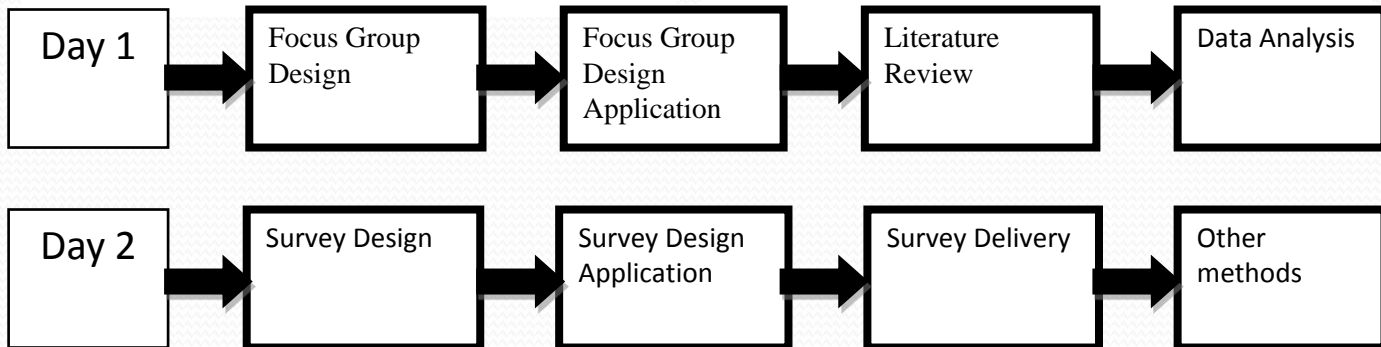 Day 1
Focus Group
Design
Focus Group
Design
Application
Literature
Review
Data Analysis
Day 2
Survey Design
Survey Design
Application
Survey Delivery
Other
methods